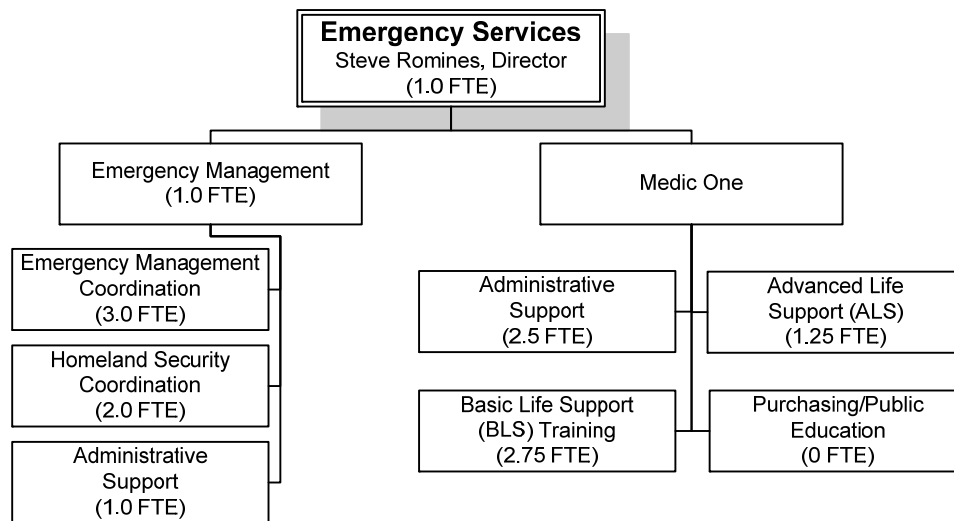 Emergency Services
Steve Romines, Director
(1.0 FTE)
Emergency Management
(1.0 FTE)
Medic One
Emergency Management
Coordination
(3.0 FTE)
Homeland Security
Coordination
(2.0 FTE)
Administrative
Support
(1.0 FTE)
Administrative
Support
(2.5 FTE)
Advanced Life
Support (ALS)
(1.25 FTE)
Basic Life Support
(BLS) Training
(2.75 FTE)
Purchasing/Public
Education
(0 FTE)